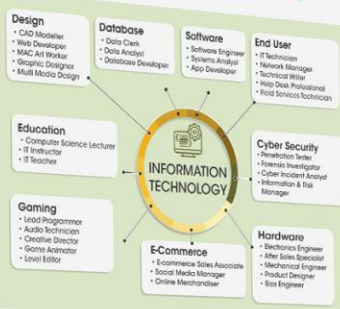 Design
• CAD Modeller
• Web Developer
• MAC Art Worker
• Graphic Designor
• Multi Media Design
Database
• Data Clerk
• Data Analyst
• Database Developer
Software
• Software Engineer
• Systems Analyst
• App Developer
End User
• IT Technician
• Network Manager
• Technical Writer
• Help Desk Professional
• Field Services Technician
Education
• Computer Science Lecturer
• IT Instructor
• IT Teacher
INFORMATION
TECHNOLOGY
Cyber Security
• Penetration Tester
• Forensic Investigator
• Cyber Incident Analyst
• Information & Risk
Manager
Gaming
• Lead Programmer
• Audio Technician
• Creative Director
• Game Animator
• Level Editor
E-Commerce
• E-commerce Sales Associate
• Social Media Manager
• Online Merchandiser
Hardware
• Electronics Engineer
• After Sales Specialist
• Mechanical Engineer
• Product Designer
• Bios Engineer